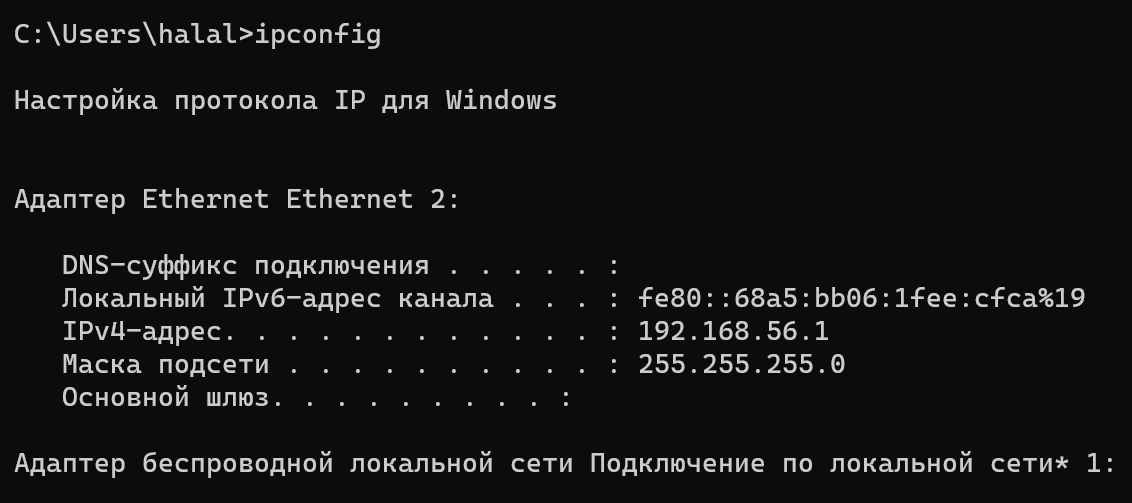 C:\Users\halal>ipconfig
Настройка протокола IP для Windows
Адаптер Ethernet Ethernet 2:
DNS-суффикс подключения . . . . . :
Локальный IPv6-адрес канала . . . : fe80::68a5:bb06:1fee:cfca%19
IPv4-адрес. . . . . . . . . . . . : 192.168.56.1
Маска подсети . . . . . . . . . . : 255.255.255.0
Основной шлюз. . . . . . . . . :
Адаптер беспроводной локальной сети Подключение по локальной сети* 1: